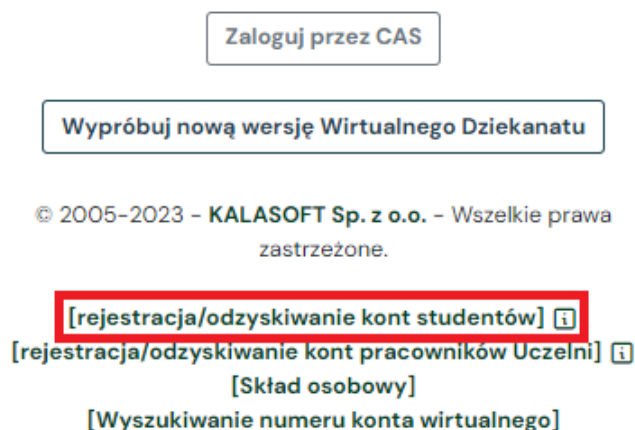 Zaloguj przez CAS
Wypróbuj nową wersję Wirtualnego Dziekanatu
© 2005-2023 - KALASOFT Sp. z o.o. - Wszelkie prawa
zastrzeżone.
[rejestracja/odzyskiwanie kont studentów] i
[rejestracja/odzyskiwanie kont pracowników Uczelni] i
[Skład osobowy]
[Wyszukiwanie numeru konta wirtualnego]